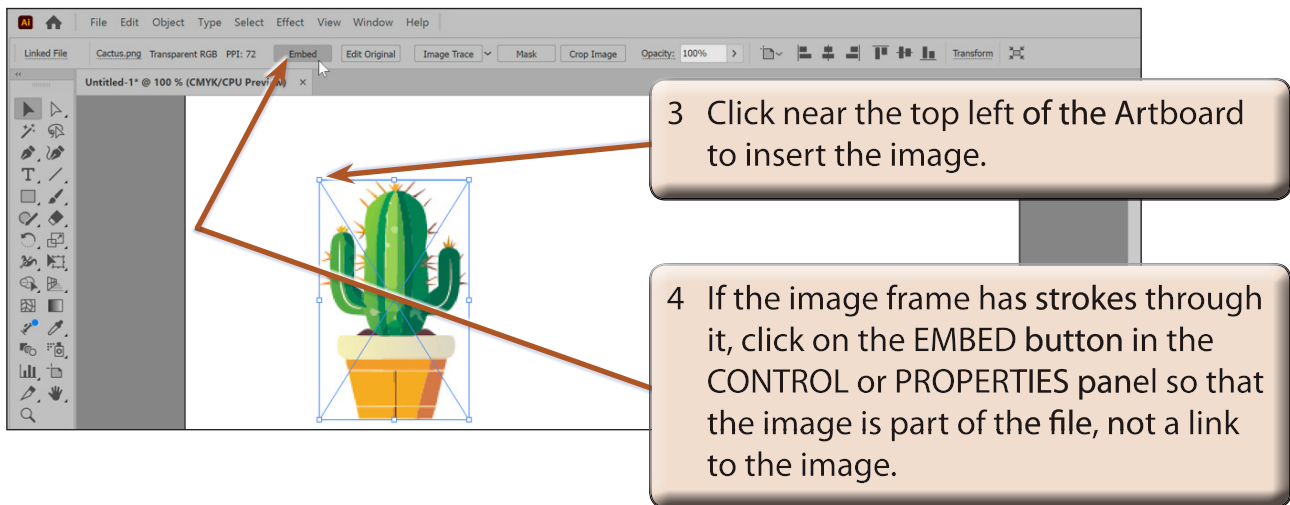 Ai File Edit Object Type Select Effect View Window Help
Linked File Cactus.png Transparent RGB PPI: 72 Embed Edit Original Image Trace Mask Crop Image Opacity: 100% Transform
Untitled-1* @ 100 % (CMYK/CPU Preview) ×
3 Click near the top left of the Artboard
to insert the image.
4 If the image frame has strokes through
it, click on the EMBED button in the
CONTROL or PROPERTIES panel so that
the image is part of the file, not a link
to the image.